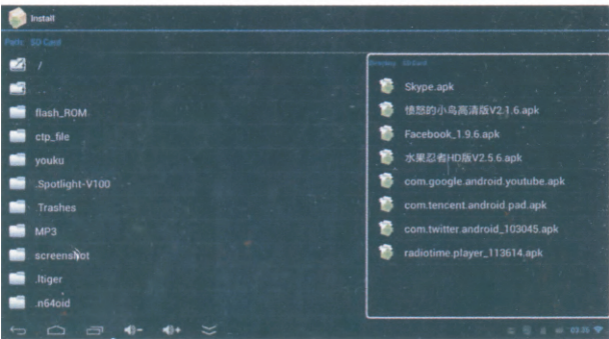 Install
Path: SD Card
/
..
flash_ROM
ctp_file
youku
.Spotlight-V100
.Trashes
MP3
screenshot
.ltiger
.n64oid
Directory SD Card
Skype.apk
愤怒的小鸟高清版V2.1.6.apk
Facebook_1.9.6.apk
水果忍者HD版V2.5.6.apk
com.google.android.youtube.apk
com.tencent.android.pad.apk
com.twitter.android_103045.apk
radiotime.player_113614.apk